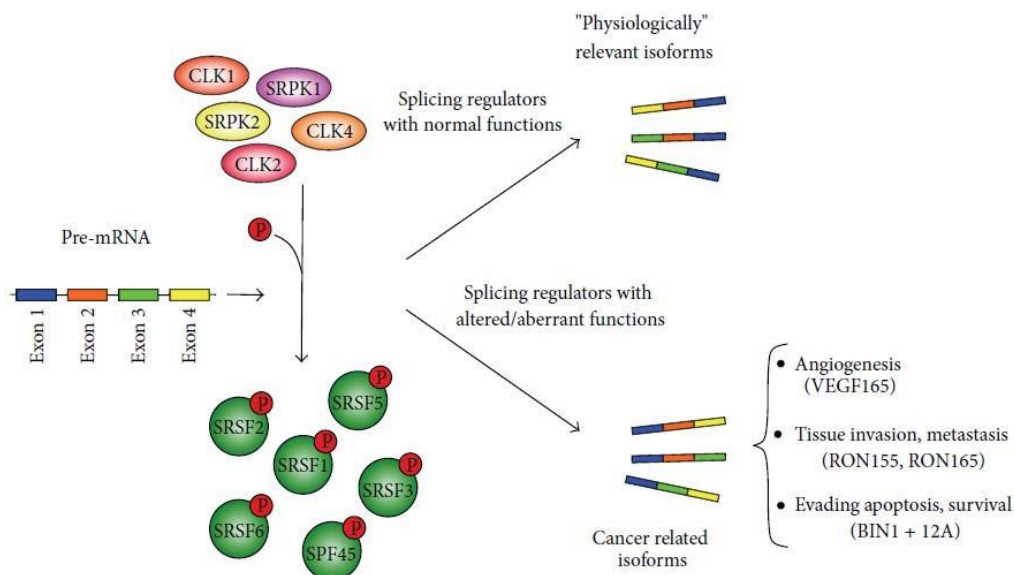 "Physiologically"
relevant isoforms
CLK1
SRPK1
SRPK2
CLK4
CLK2
Splicing regulators
with normal functions
P
Pre-mRNA
Exon 1
Exon 2
Exon 3
Exon 4
Splicing regulators with
altered/aberrant functions
P
SRSF5
P
SRSF2
P
SRSF1
P
SRSF3
P
SRSF6
P
SPF45
Cancer related
isoforms
• Angiogenesis
(VEGF165)
• Tissue invasion, metastasis
(RON155, RON165)
• Evading apoptosis, survival
(BIN1 + 12A)